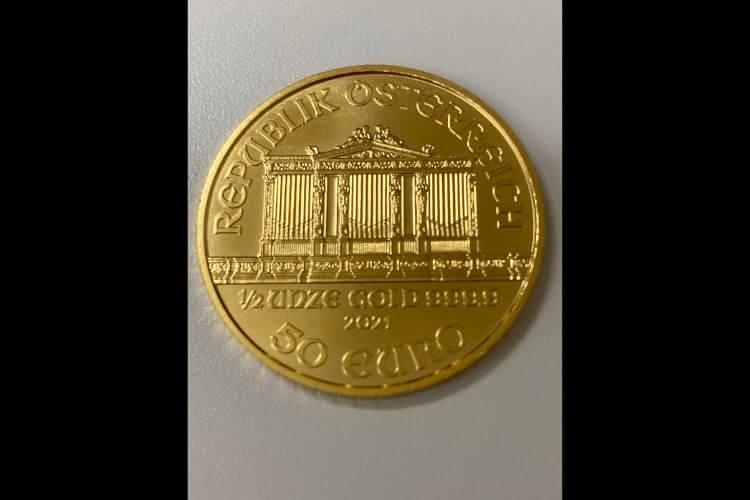 REPUBLIK ÖSTERREICH
1/2 UNZE GOLD 999.9
2021
50 EURO